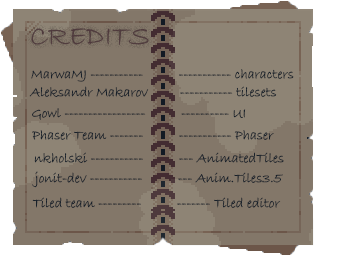 CREDITS
MarwaMJ ---------- ---------- characters
Aleksandr Makarov ---------- tilesets
Gowl --------------- --------- UI
Phaser Team ------ ---------- Phaser
nkholski ---------- --- AnimatedTiles
jonit-dev ---------- --- Anim.Tiles3.5
Tiled team -------- ------- Tiled editor